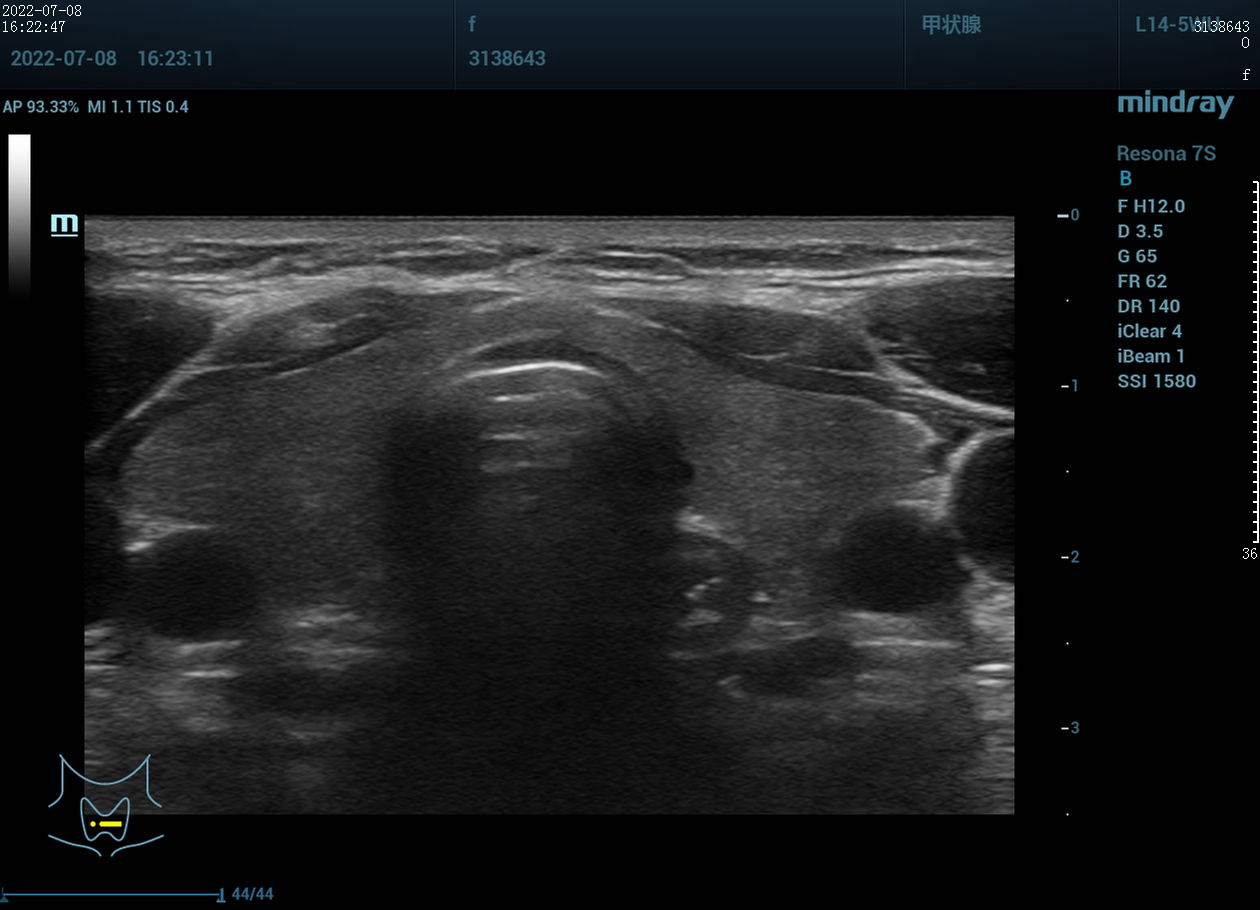 2022-07-08
16:22:47
2022-07-08 16:23:11
f
3138643
甲状腺
L14-5WU
3138643
0
f
AP 93.33% MI 1.1 TIS 0.4
mindray
Resona 7S
B
F H12.0
D 3.5
G 65
FR 62
DR 140
iClear 4
iBeam 1
SSI 1580
m
0
1
2
3
36
44/44